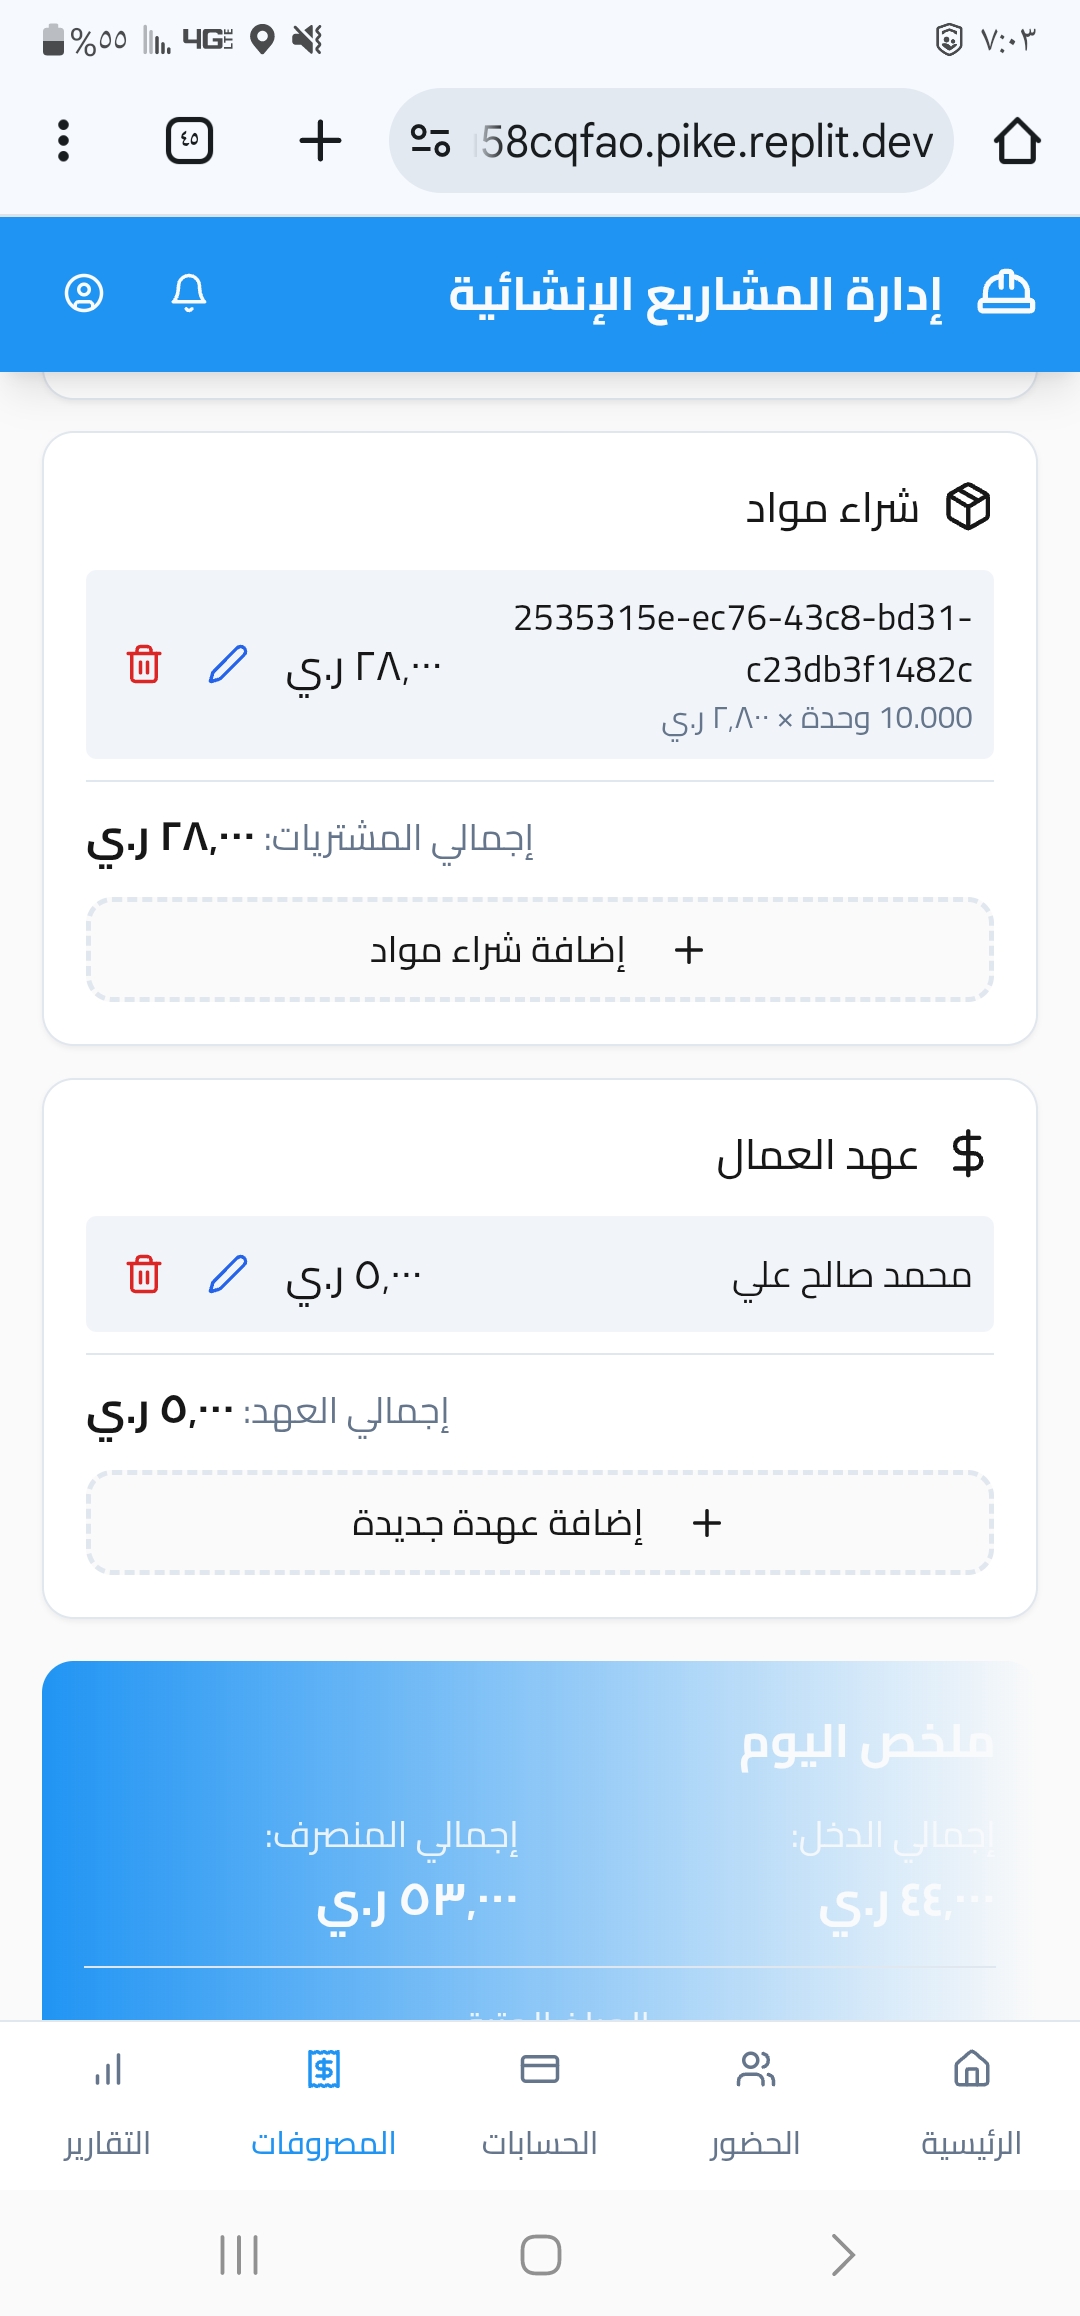 %٥٥
4G LTE
٧:٠٣
٤٥
58cqfao.pike.replit.dev
إدارة المشاريع الإنشائية
شراء مواد
2535315e-ec76-43c8-bd31-
c23db3f1482c
٢٨,٠٠٠ ر.ي
10.000 وحدة × ٢,٨٠٠ ر.ي
إجمالي المشتريات: ٢٨,٠٠٠ ر.ي
إضافة شراء مواد
عهد العمال
محمد صالح علي
٥,٠٠٠ ر.ي
إجمالي العهد: ٥,٠٠٠ ر.ي
إضافة عهدة جديدة
ملخص اليوم
إجمالي الدخل:
٤٤,٠٠٠ ر.ي
إجمالي المنصرف:
٥٣,٠٠٠ ر.ي
الرئيسية
الحضور
الحسابات
المصروفات
التقارير